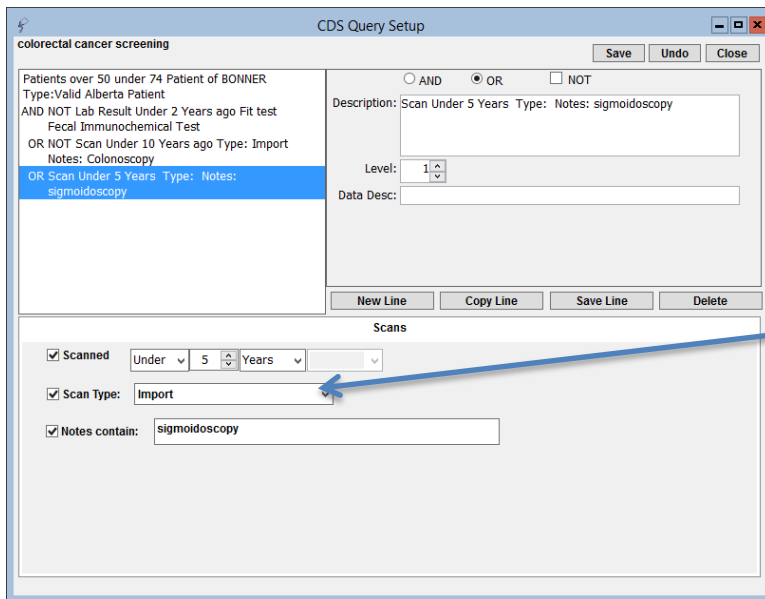 CDS Query Setup
colorectal cancer screening
Save Undo Close
Patients over 50 under 74 Patient of BONNER
Type:Valid Alberta Patient
AND NOT Lab Result Under 2 Years ago Fit test
Fecal Immunochemical Test
OR NOT Scan Under 10 Years ago Type: Import
Notes: Colonoscopy
OR Scan Under 5 Years Type: Notes:
sigmoidoscopy
AND OR NOT
Description: Scan Under 5 Years Type: Notes: sigmoidoscopy
Level: 1
Data Desc:
New Line Copy Line Save Line Delete
Scans
Scanned Under 5 Years
Scan Type: Import
Notes contain: sigmoidoscopy